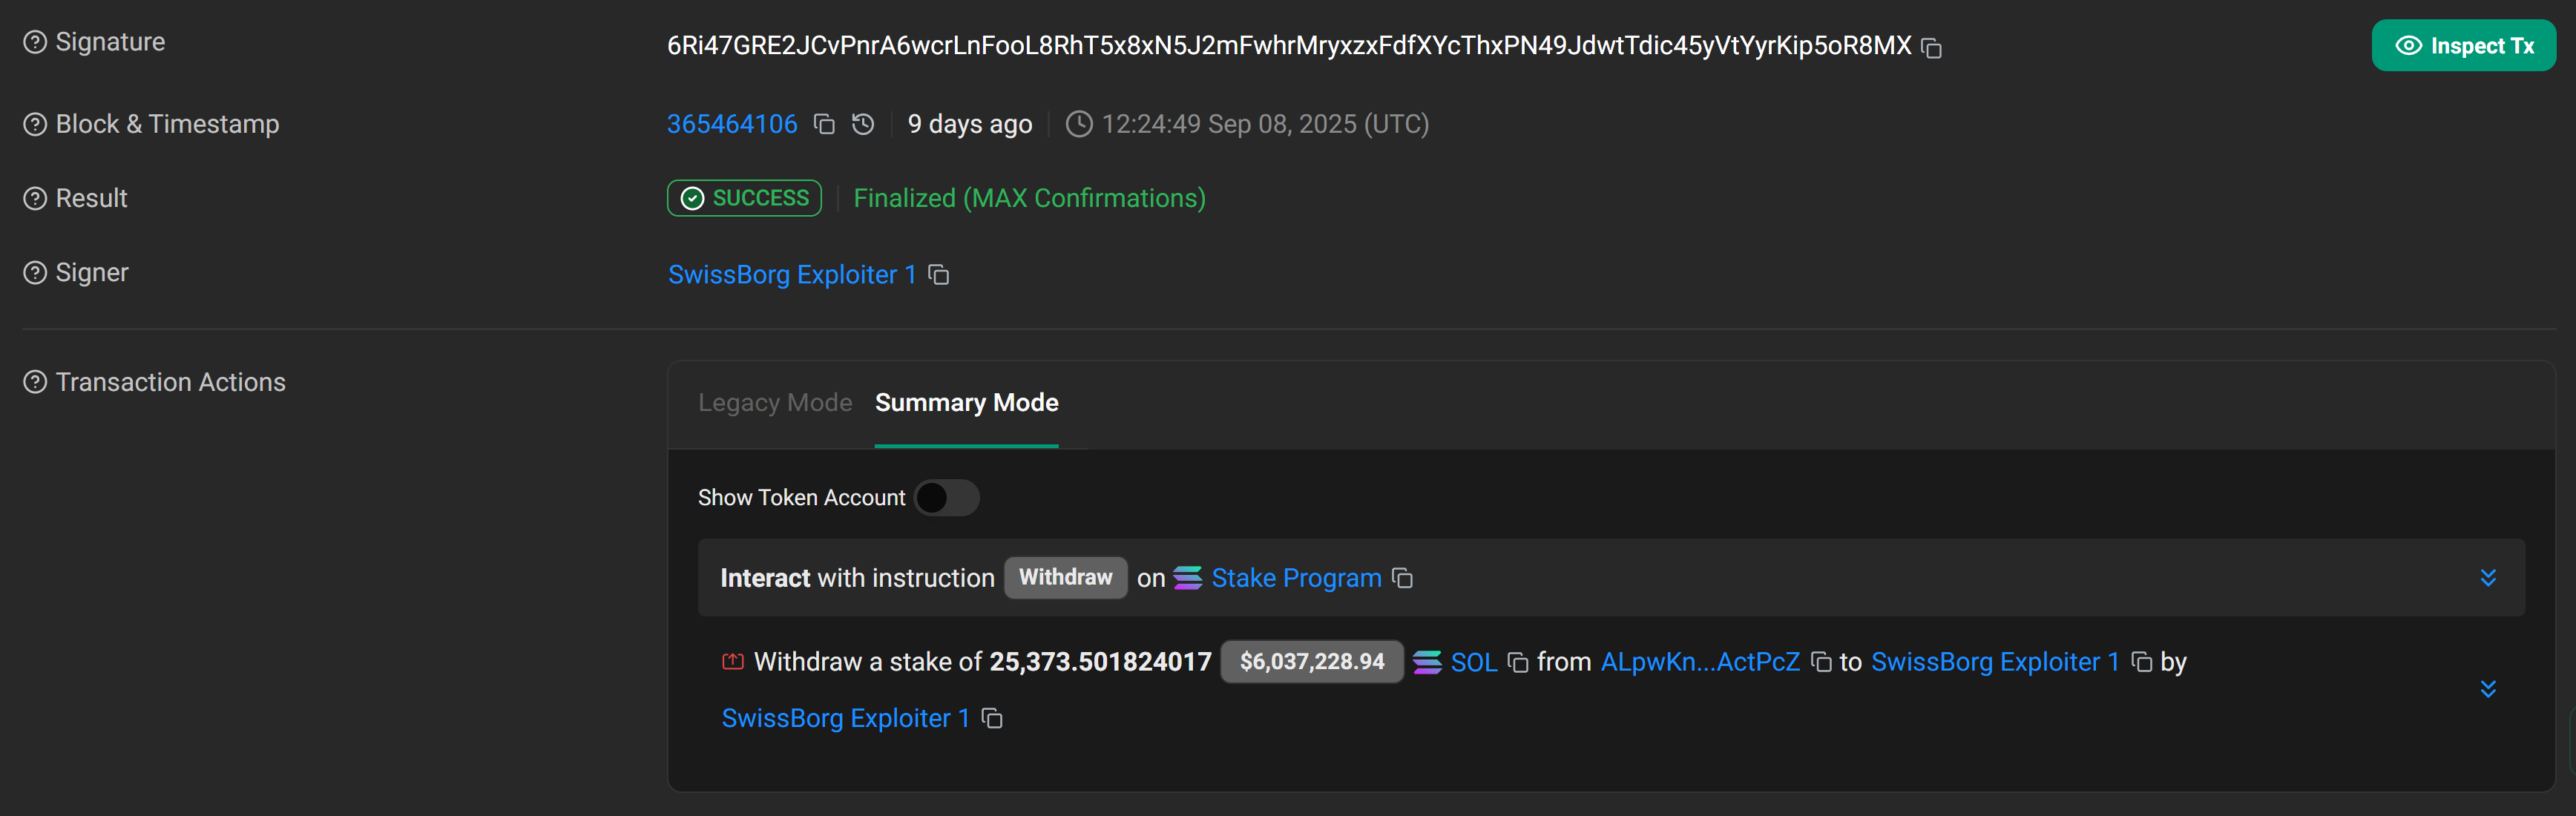 Signature 6Ri47GRE2JCvPnrA6wcrLnFooL8RhT5x8xN5J2mFwhrMryxzxFdfXYcThxPN49JdwtTdic45yVtYyrKip5oR8MX Inspect Tx
Block & Timestamp 365464106 9 days ago 12:24:49 Sep 08, 2025 (UTC)
Result SUCCESS Finalized (MAX Confirmations)
Signer SwissBorg Exploiter 1
Transaction Actions
Legacy Mode Summary Mode
Show Token Account
Interact with instruction Withdraw on Stake Program
Withdraw a stake of 25,373.501824017 $6,037,228.94 SOL from ALpwKn...ActPcZ to SwissBorg Exploiter 1 by
SwissBorg Exploiter 1